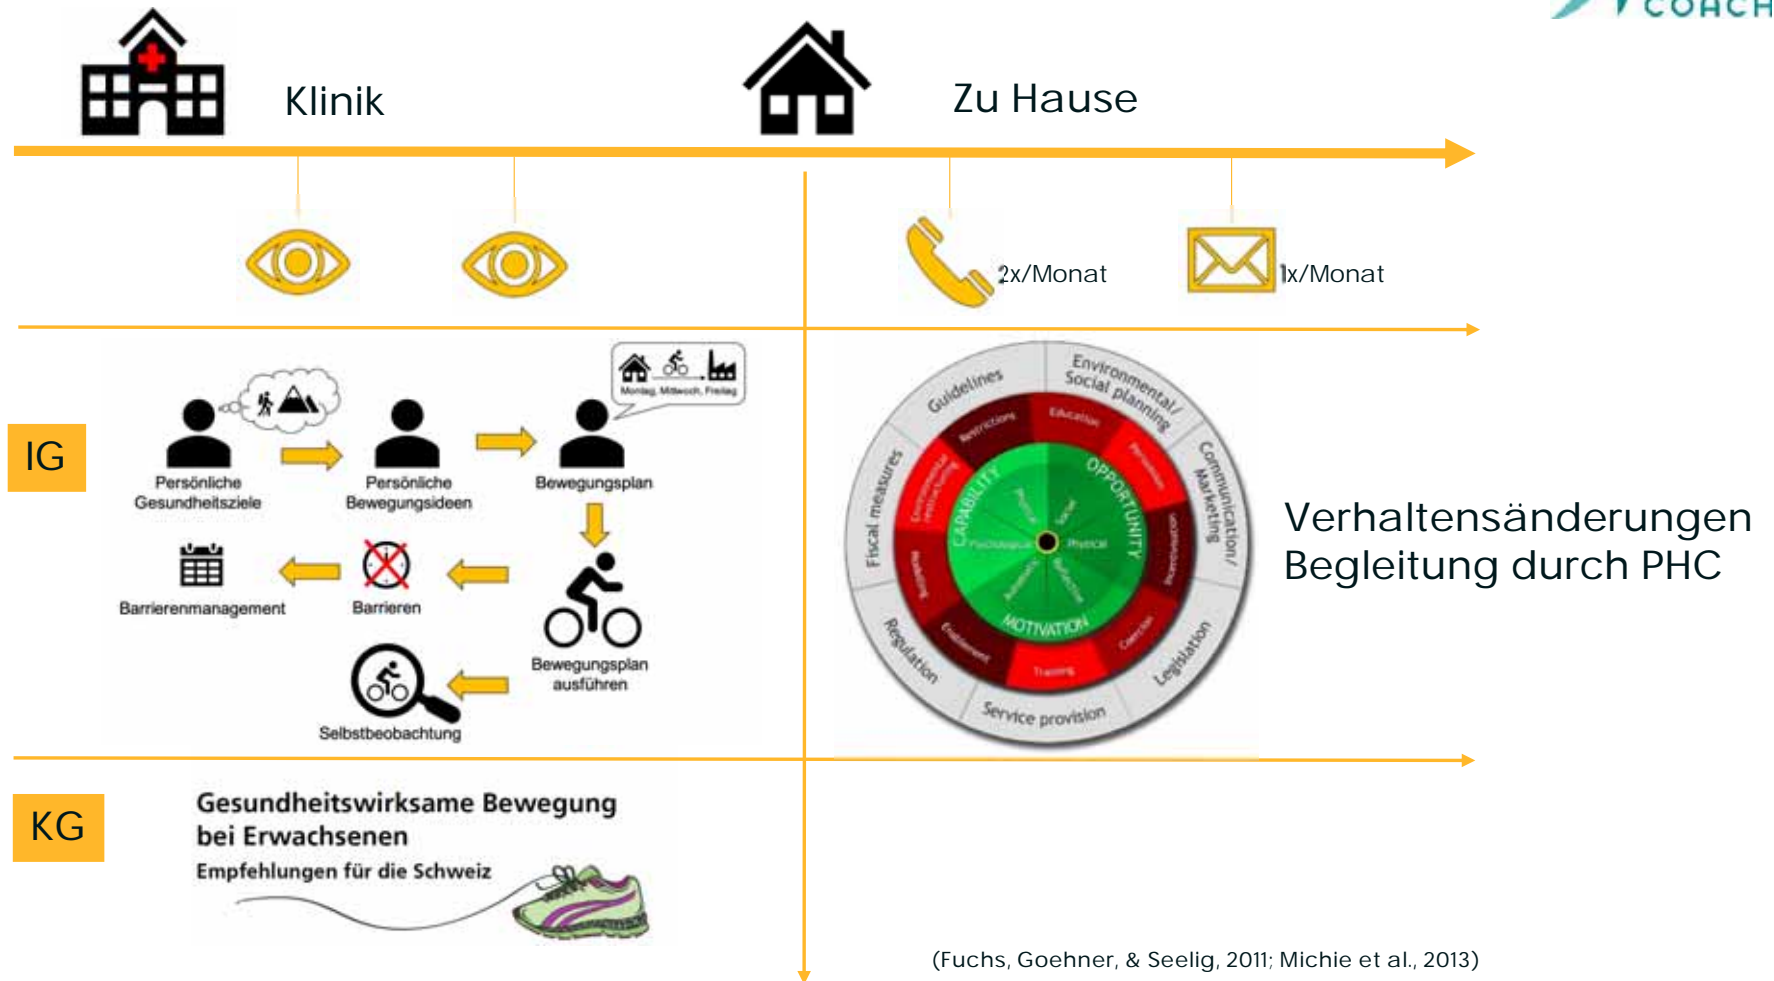 COACH
Klinik
Zu Hause
2x/Monat
1x/Monat
Montag, Mittwoch, Freitag
IG
Persönliche
Gesundheitsziele
Persönliche
Bewegungsideen
Bewegungsplan
Barrierenmanagement
Barrieren
Bewegungsplan
ausführen
Selbstbeobachtung
Guidelines
Environmental/
Social planning
Communication/
Marketing
Legislation
Service provision
Regulation
Fiscal measures
Restrictions
Education
Persuasion
Incentivisation
Coercion
Training
Enablement
Modelling
Environmental
restructuring
CAPABILITY
OPPORTUNITY
MOTIVATION
Physical
Social
Psychological
Physical
Automatic
Reflective
Verhaltensänderungen
Begleitung durch PHC
KG
Gesundheitswirksame Bewegung
bei Erwachsenen
Empfehlungen für die Schweiz
(Fuchs, Goehner, & Seelig, 2011; Michie et al., 2013)